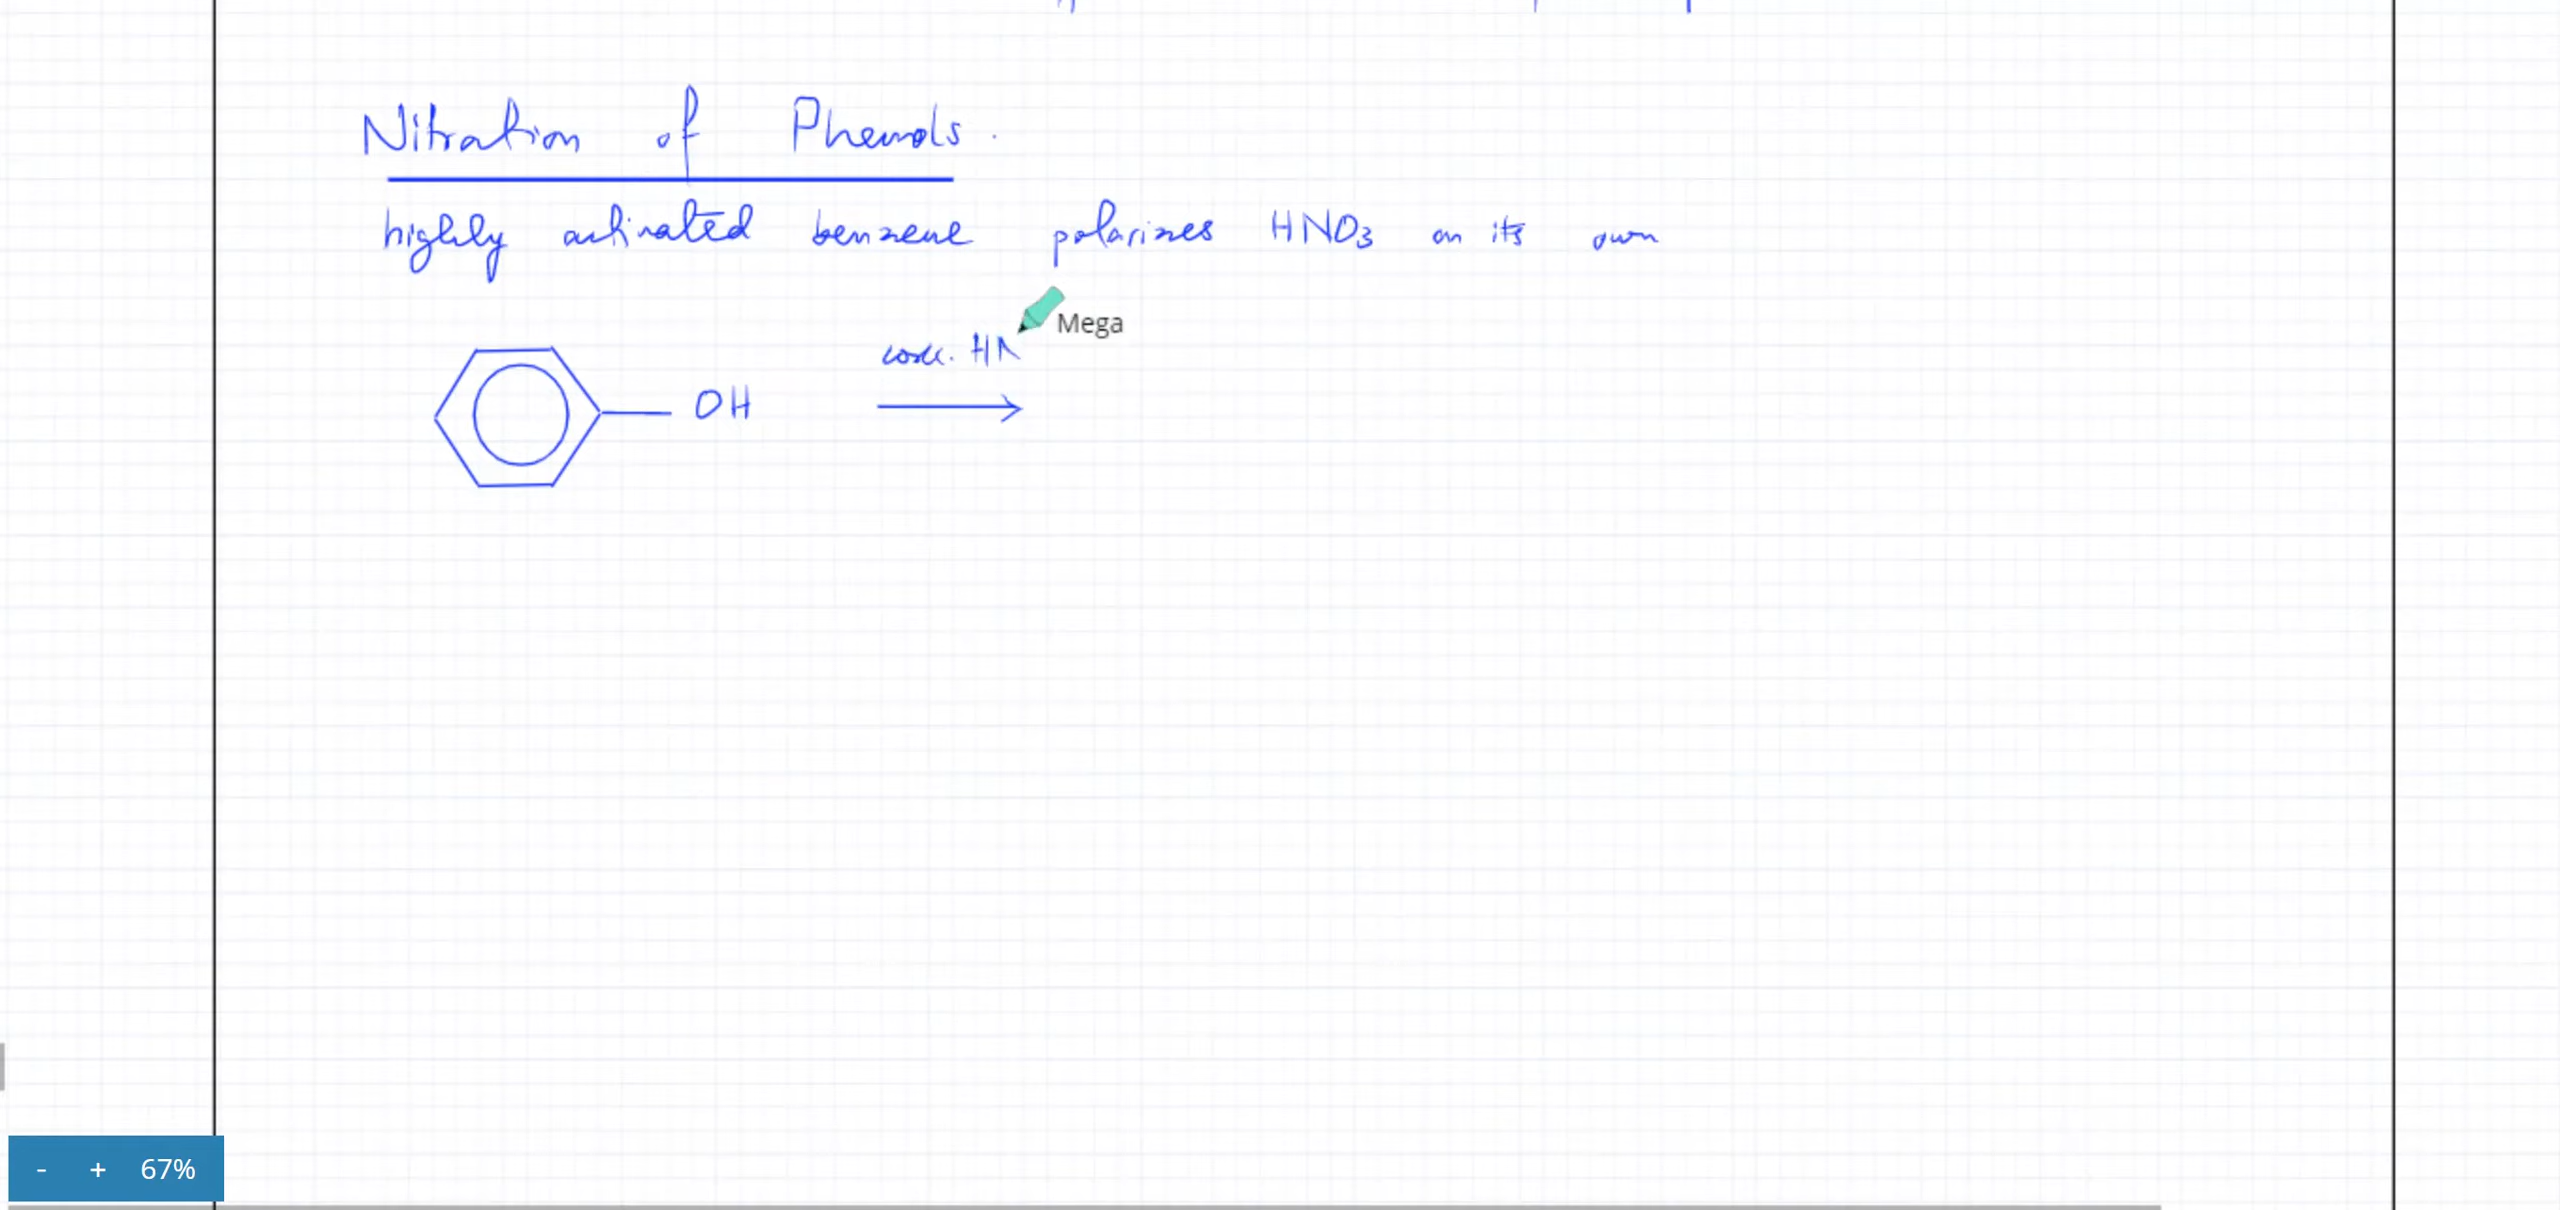 Nitration of Phenols.
highly activated benzene polarizes HNO3 on its own
Mega
conc. HN
OH
- + 67%